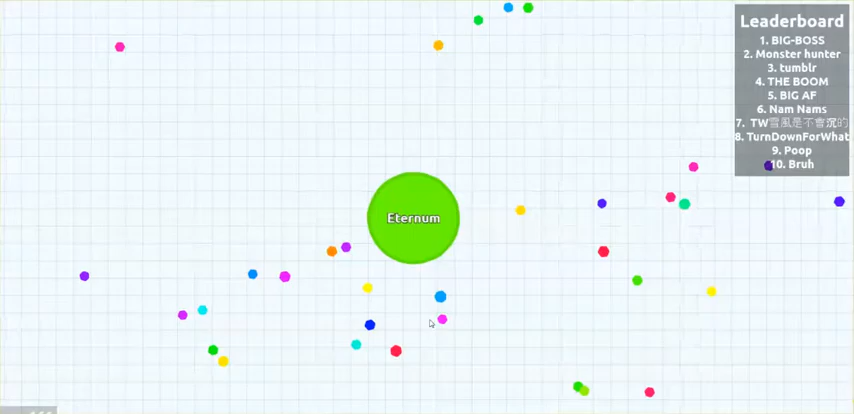 Leaderboard
1. BIG-BOSS
2. Monster hunter
3. tumblr
4. THE BOOM
5. BIG AF
6. Nam Nams
7. TW雪風是不會沉的
8. TurnDownForWhat
9. Poop
10. Bruh
Eternum